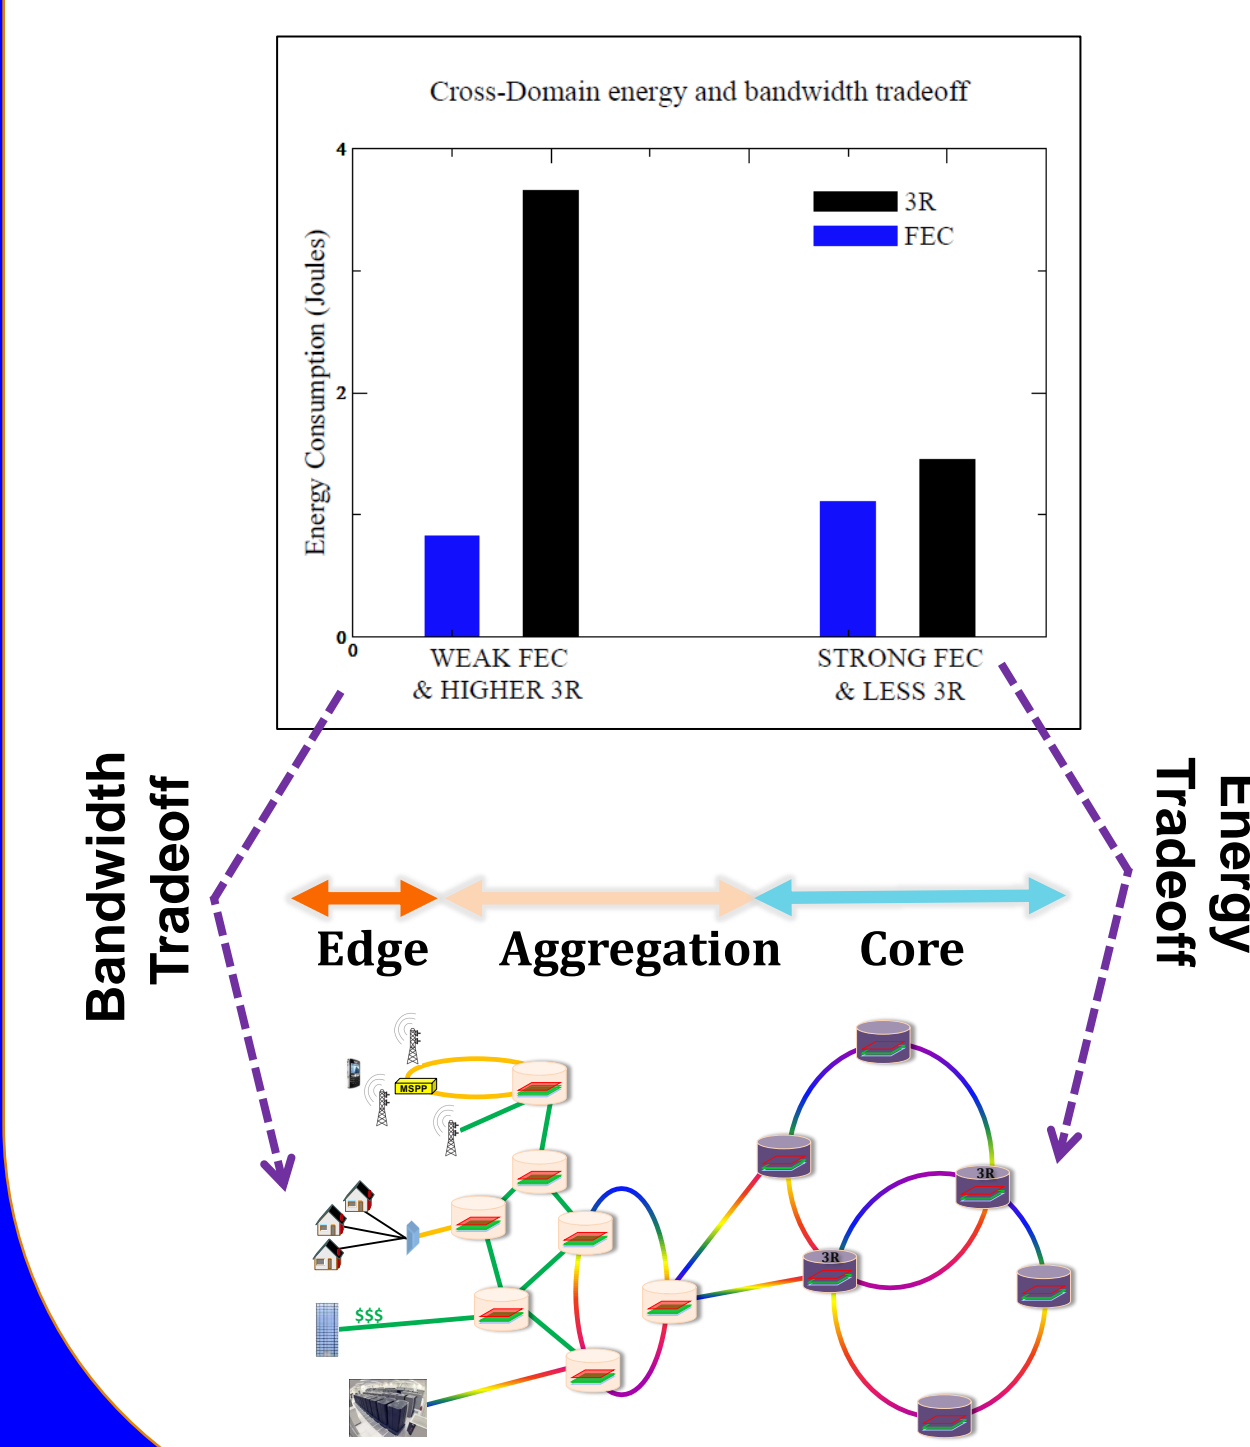 Cross-Domain energy and bandwidth tradeoff
4
2
0
0
Energy Consumption (Joules)
3R
FEC
WEAK FEC
& HIGHER 3R
STRONG FEC
& LESS 3R
Bandwidth
Tradeoff
Energy
Tradeoff
Edge
Aggregation
Core
MSPP
3R
3R
$$$